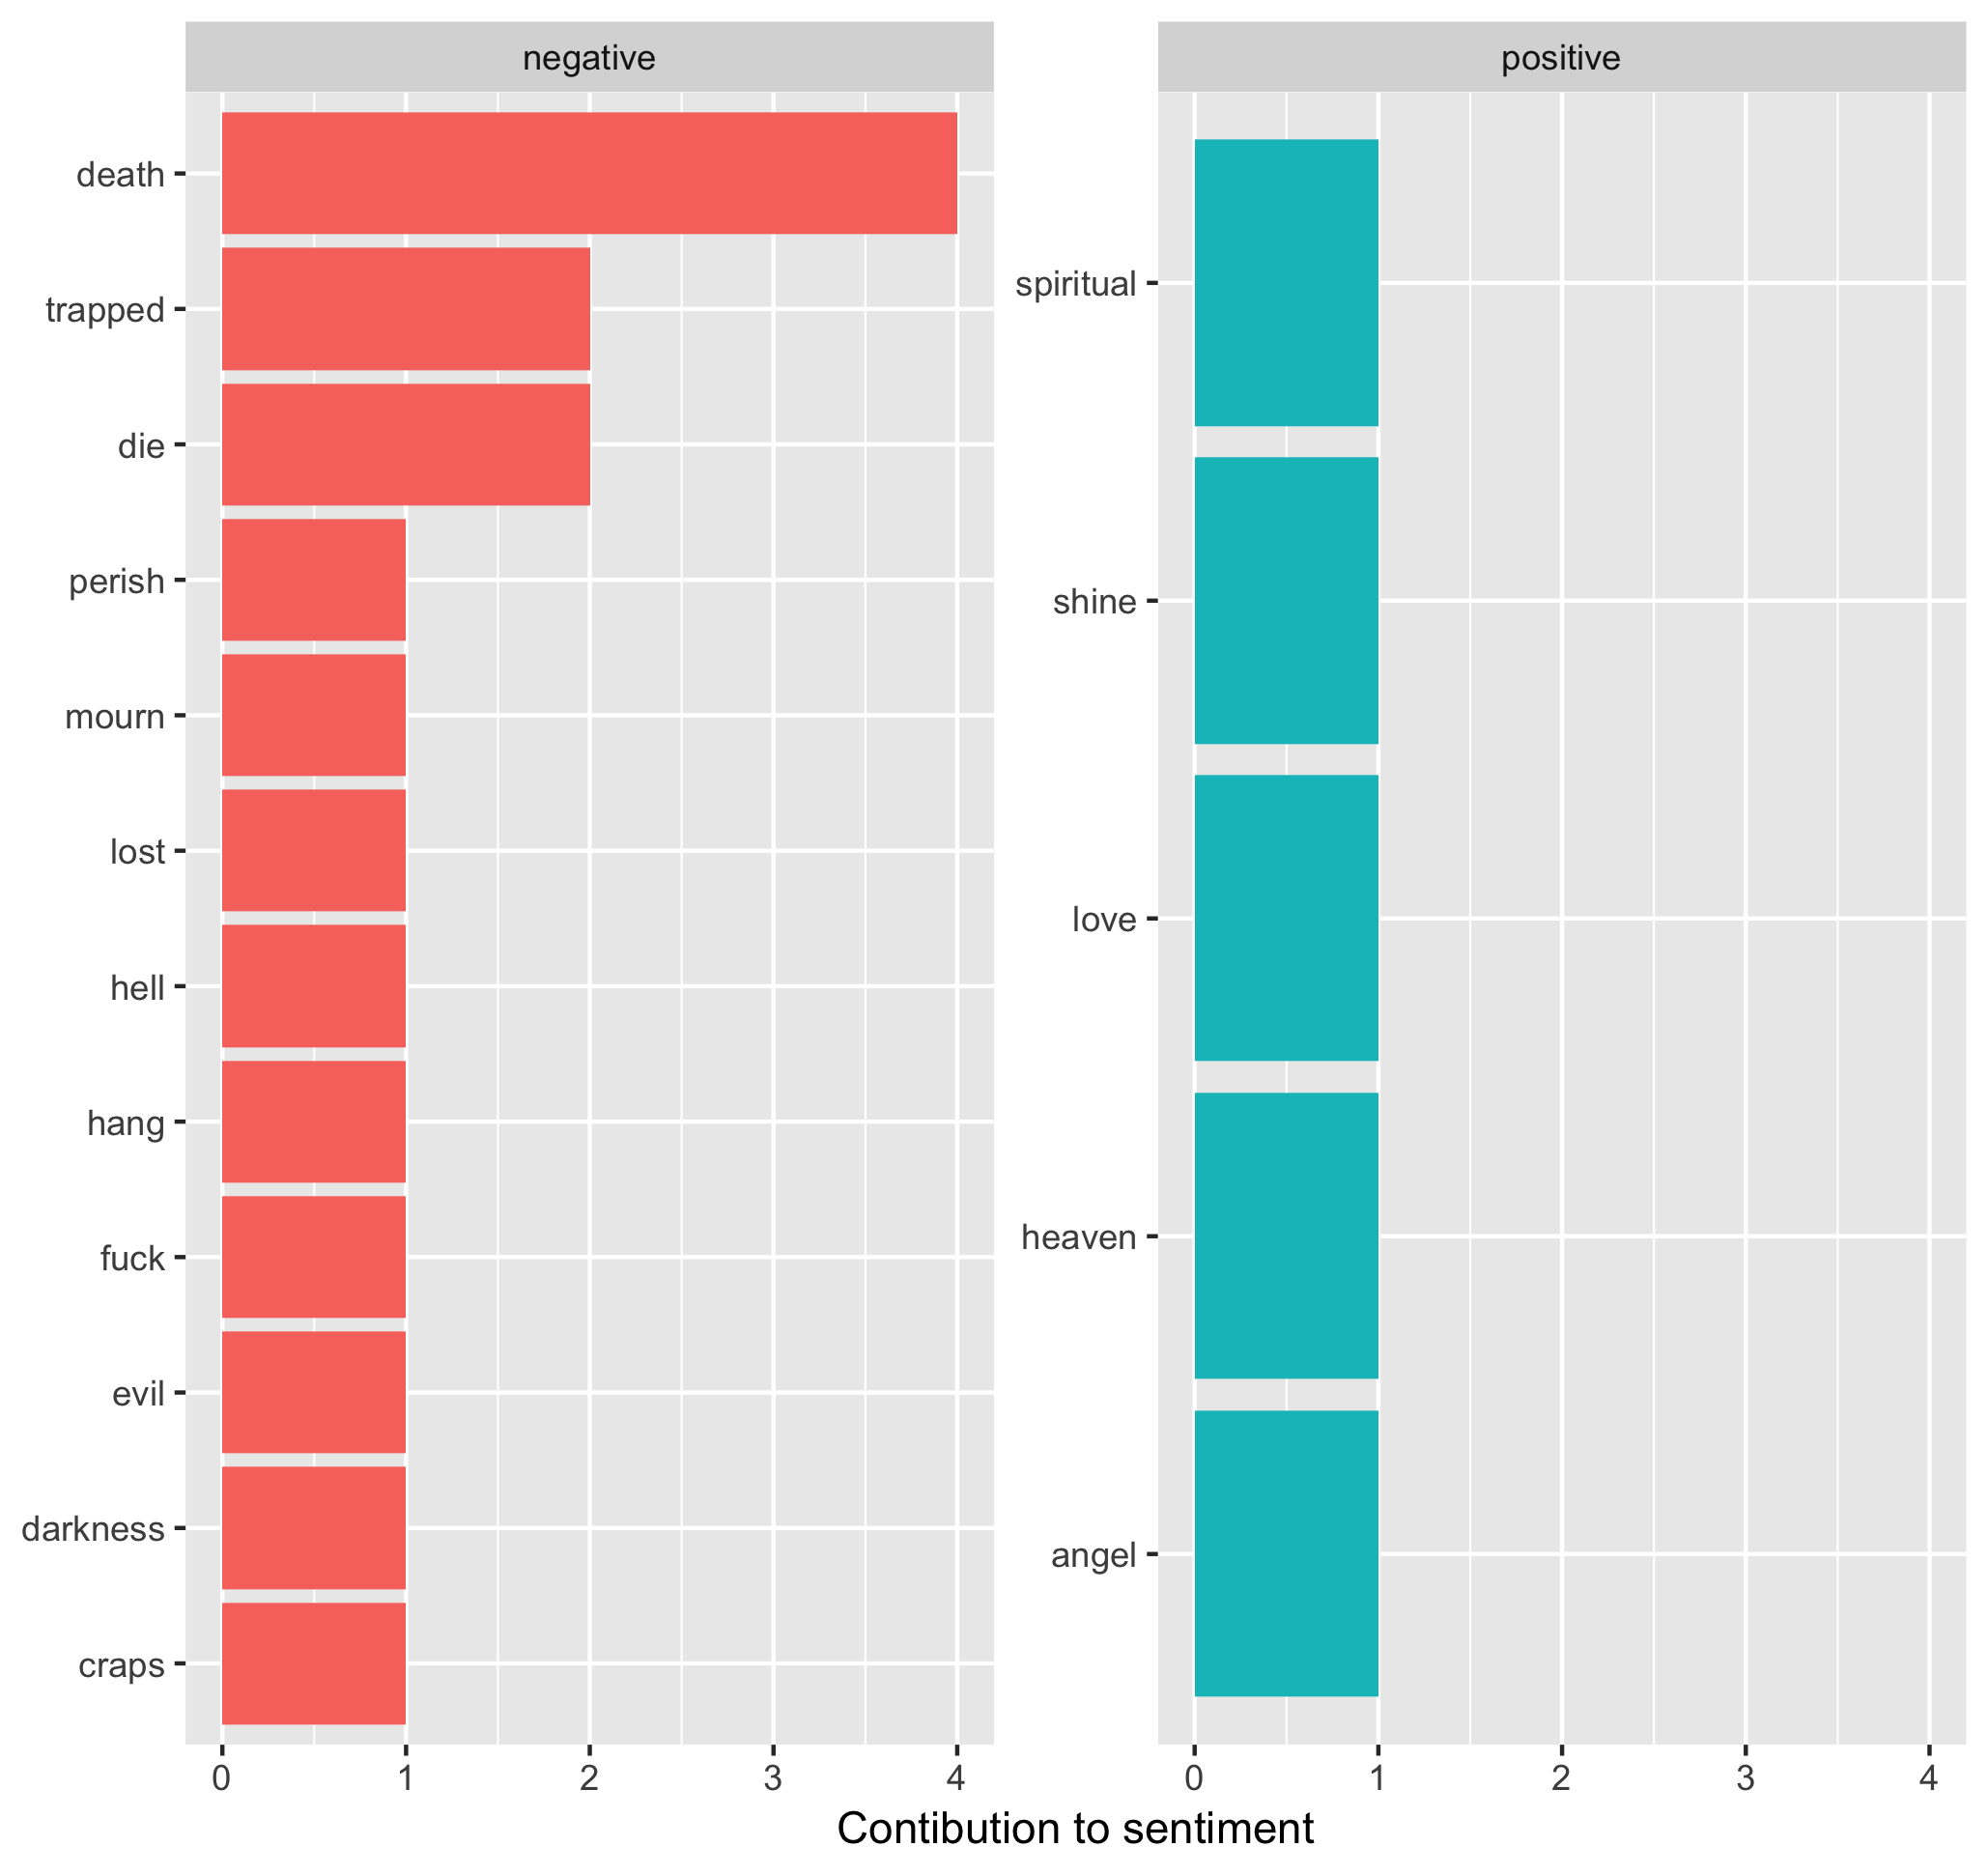 negative
death
trapped
die
perish
mourn
lost
hell
hang
fuck
evil
darkness
craps
0 1 2 3 4
positive
spiritual
shine
love
heaven
angel
0 1 2 3 4
Contibution to sentiment